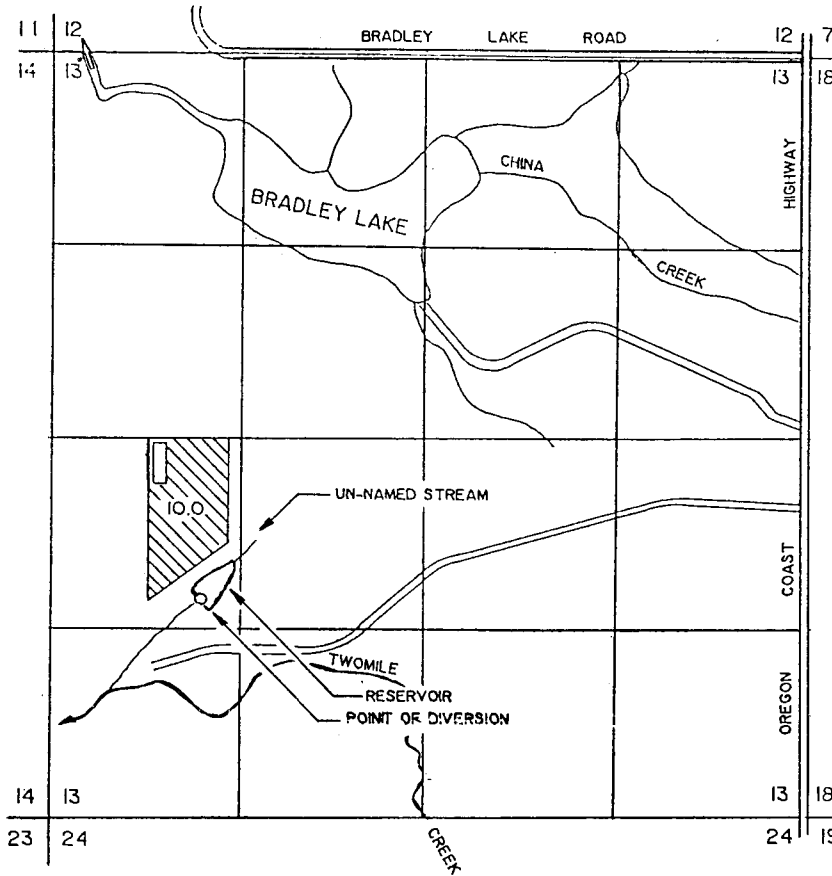 11 12
BRADLEY LAKE ROAD
12 7
14 13
13 18
CHINA
HIGHWAY
BRADLEY LAKE
CREEK
UN-NAMED STREAM
10.0
COAST
TWOMILE
RESERVOIR
OREGON
POINT OF DIVERSION
14 13
13 18
23 24
24 19
CREEK